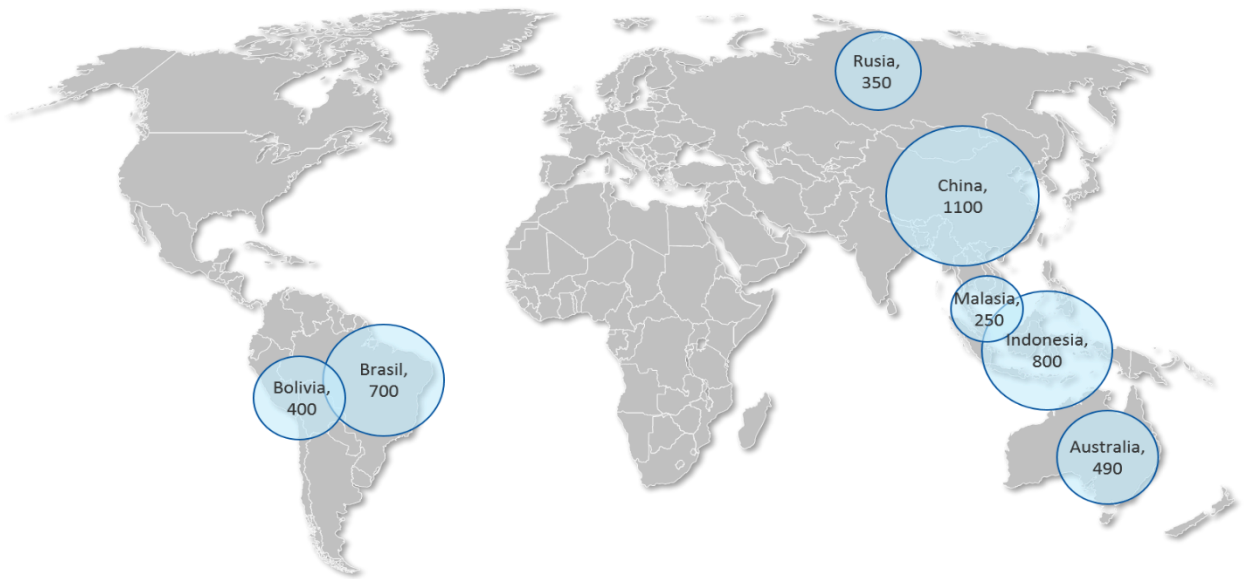 Rusia,
350
China,
1100
Malasia,
250
Indonesia,
800
Brasil,
700
Bolivia,
400
Australia,
490